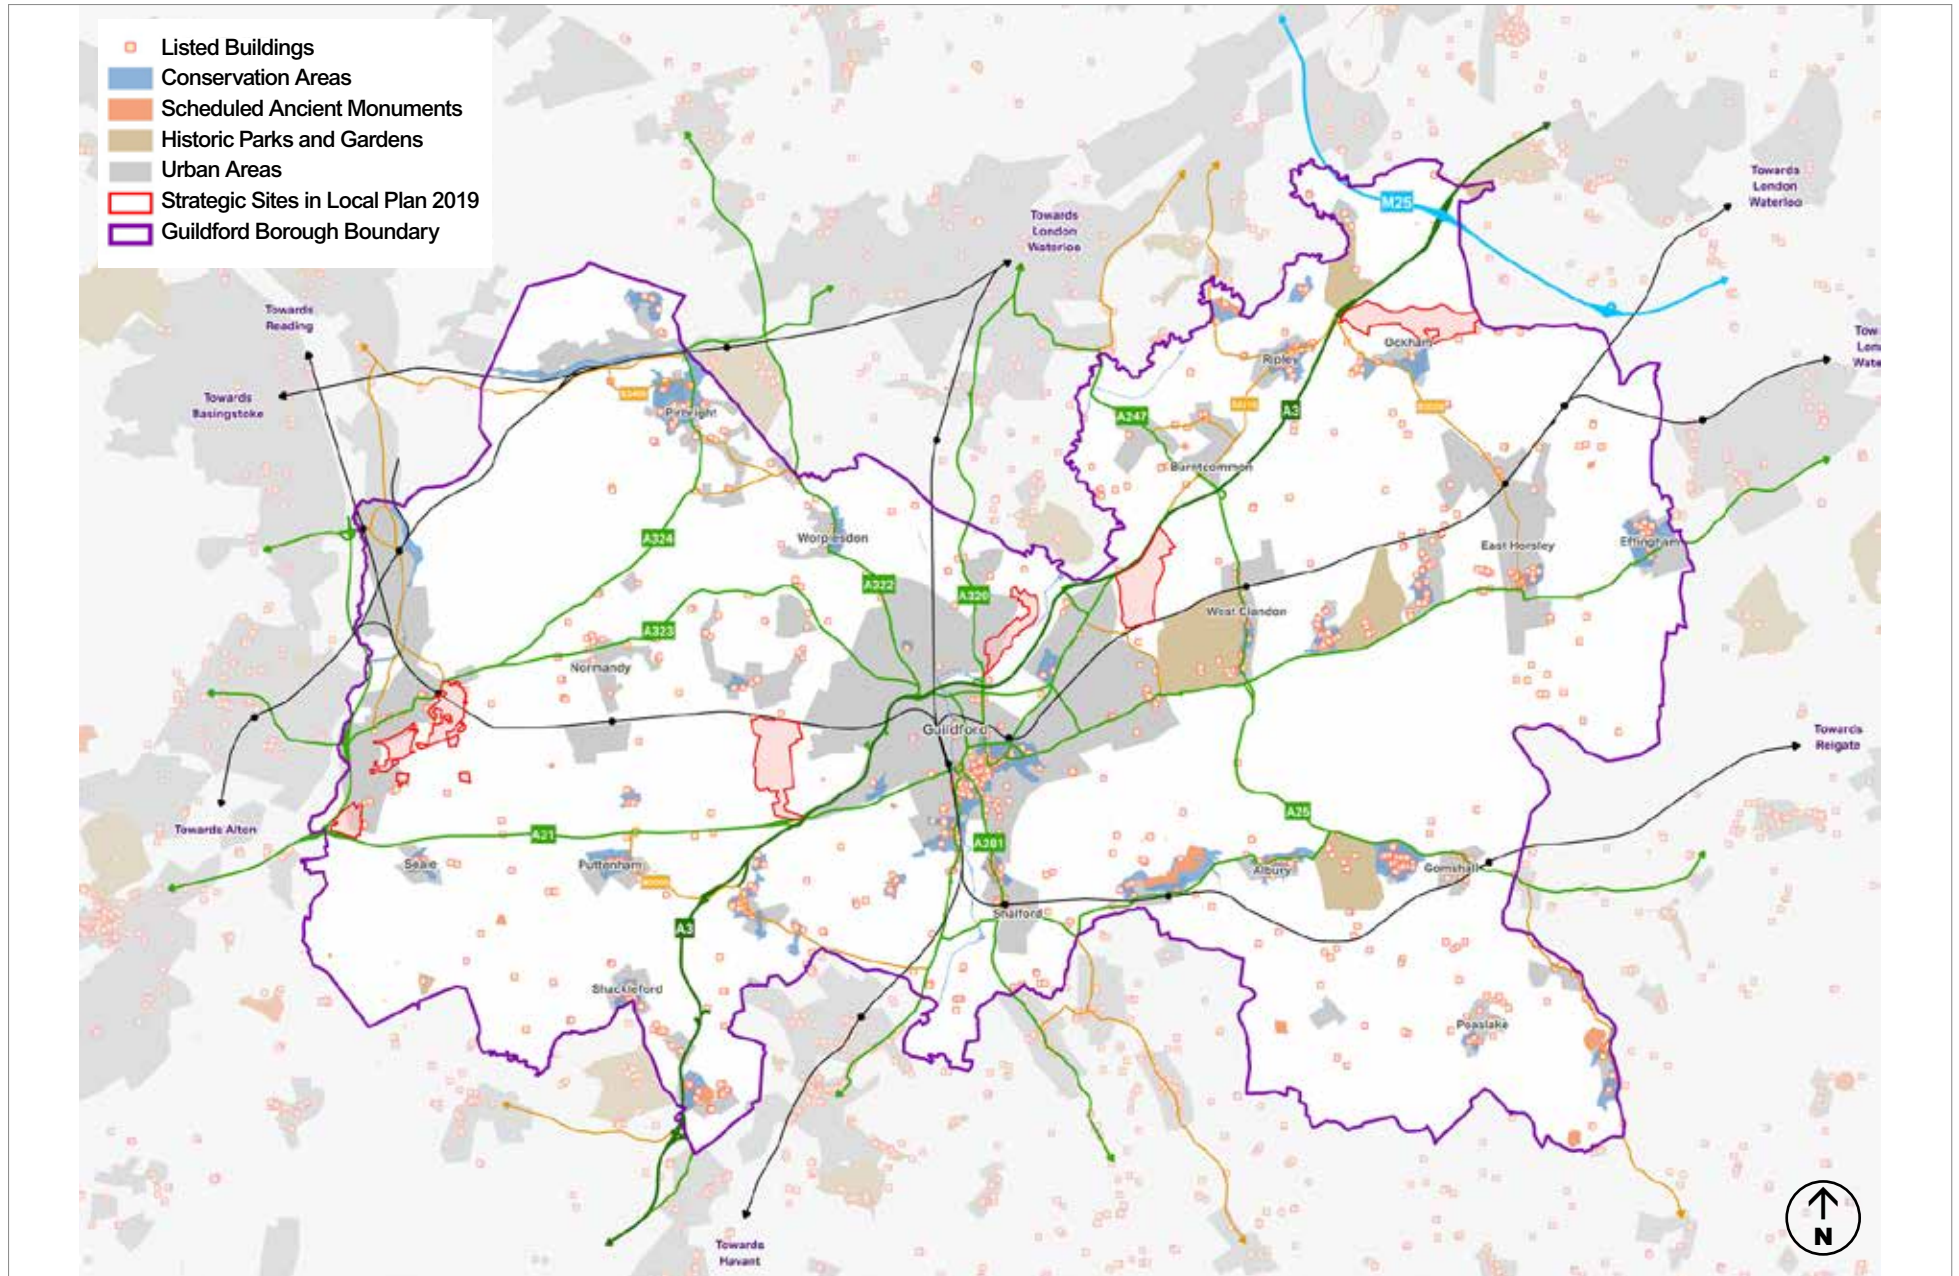 Listed Buildings
Conservation Areas
Scheduled Ancient Monuments
Historic Parks and Gardens
Urban Areas
Strategic Sites in Local Plan 2019
Guildford Borough Boundary
Towards
London
Waterloo
M25
Towards
London
Waterloo
Towards
Reading
Ockham
Ripley
Towards
Basingstoke
Pirbright
A247
A3
Burntcommon
A324
Worplesdon
East Horsley
Effingham
A322
A320
West Clandon
A323
Normandy
Guildford
Towards
Reigate
A25
Towards Alton
A31
A281
Seale
Puttenham
Albury
Gomshall
Shalford
A3
Shackleford
Peaslake
Towards
Havant
N